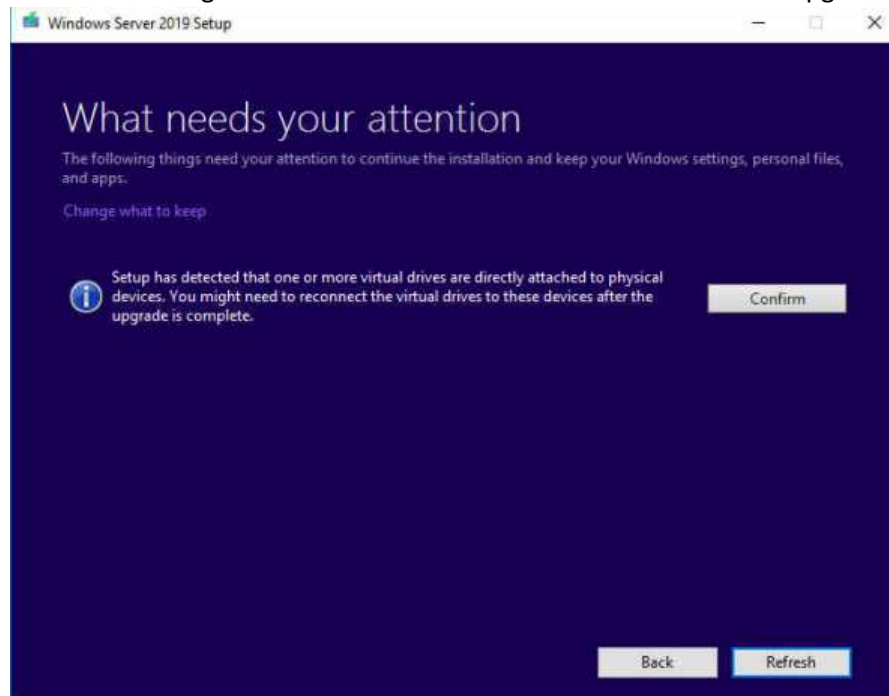 Windows Server 2019 Setup
What needs your attention
The following things need your attention to continue the installation and keep your Windows settings, personal files,
and apps.
Change what to keep
Setup has detected that one or more virtual drives are directly attached to physical
devices. You might need to reconnect the virtual drives to these devices after the
upgrade is complete.
Confirm
Back
Refresh